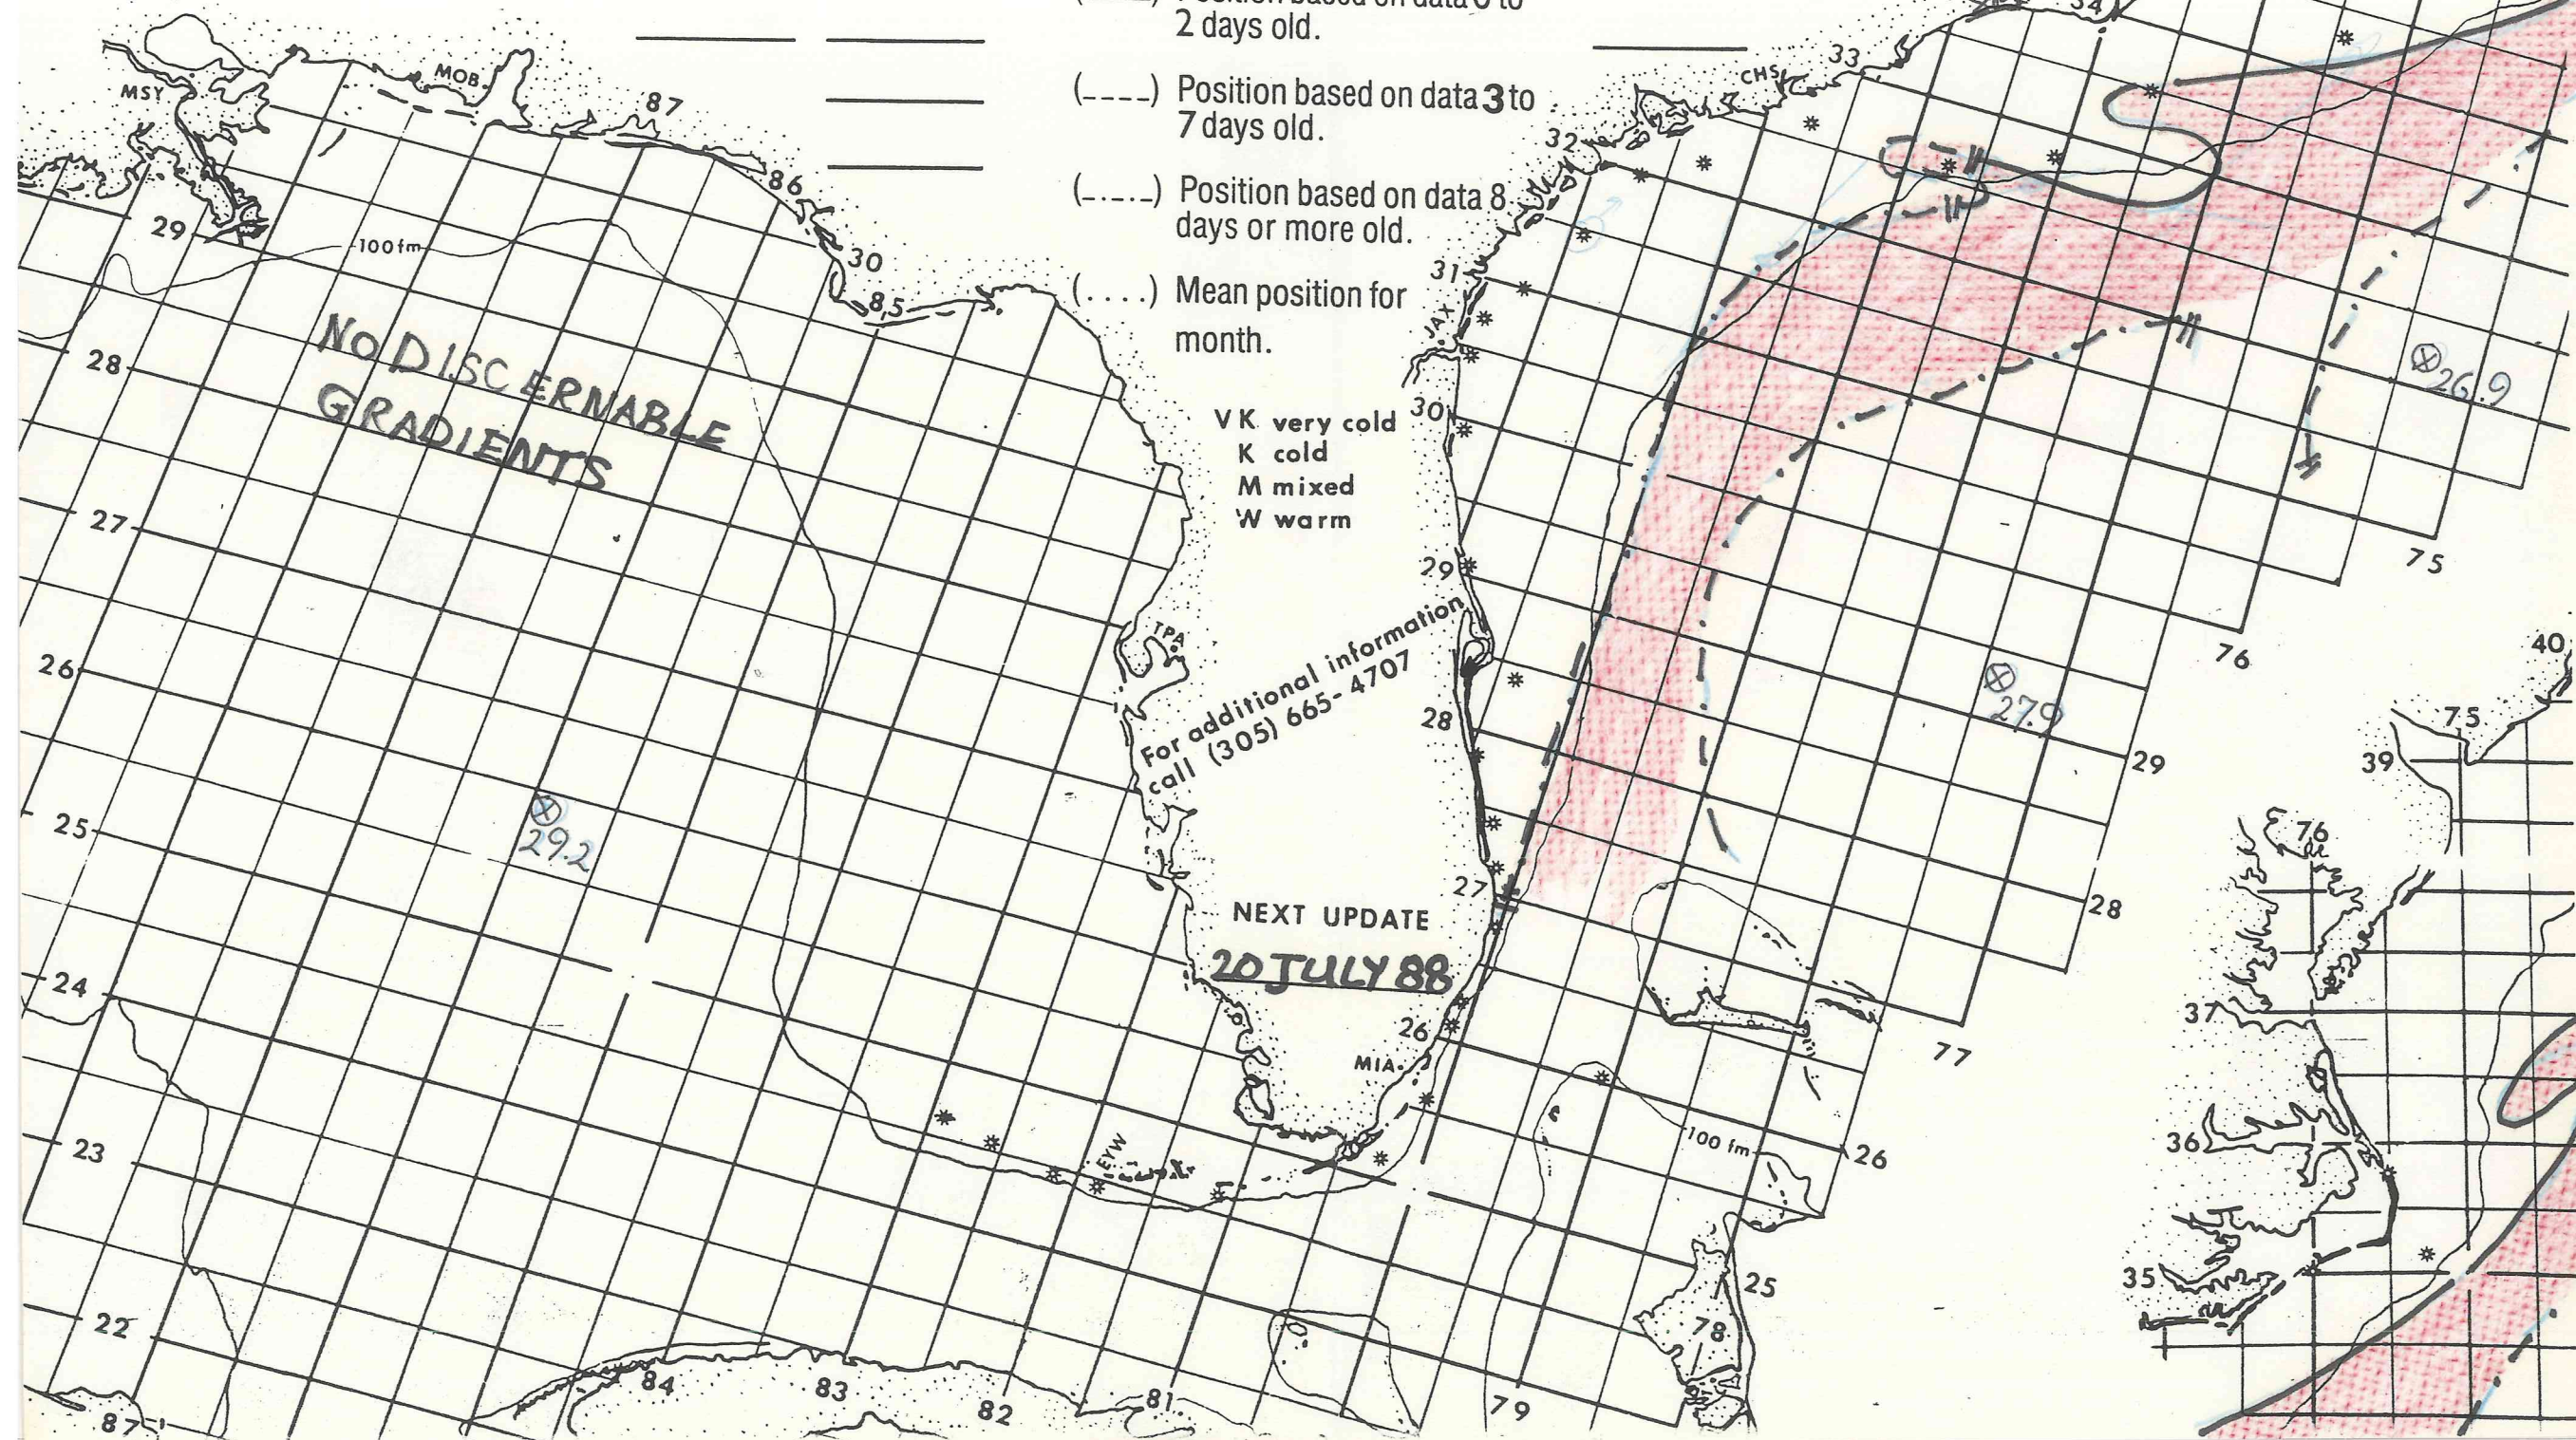 2 days old.
(----) Position based on data 3 to
7 days old.
(_._._) Position based on data 8
days or more old.
(....) Mean position for
month.
VK very cold
K cold
M mixed
W warm
For additional information
call (305) 665-4707
NEXT UPDATE
20 JULY 88
NO DISCERNABLE
GRADIENTS
MSY
MOB
87
86
30
85
29
100 fm
28
27
26
25
24
23
22
87
84
83
82
81
79
78
29.2
TPA
EYW
MIA
JAX
CHS
34
33
32
31
30
29
28
27
26
26.9
27.9
75
76
29
28
77
26
100 fm
25
40
75
39
76
37
36
35